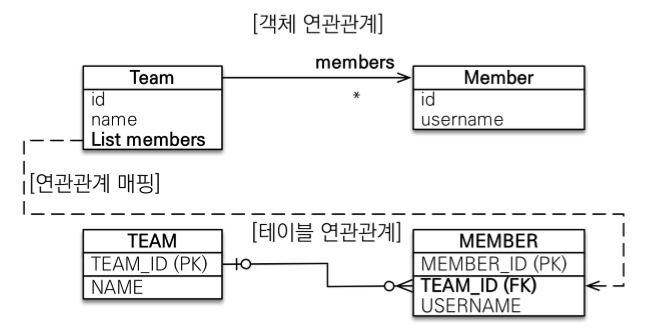 [객체 연관관계]
members
Team
Member
*
id
name
List members
id
username
[연관관계 매핑]
[테이블 연관관계]
TEAM
TEAM_ID (PK)
NAME
MEMBER
MEMBER_ID (PK)
TEAM_ID (FK)
USERNAME